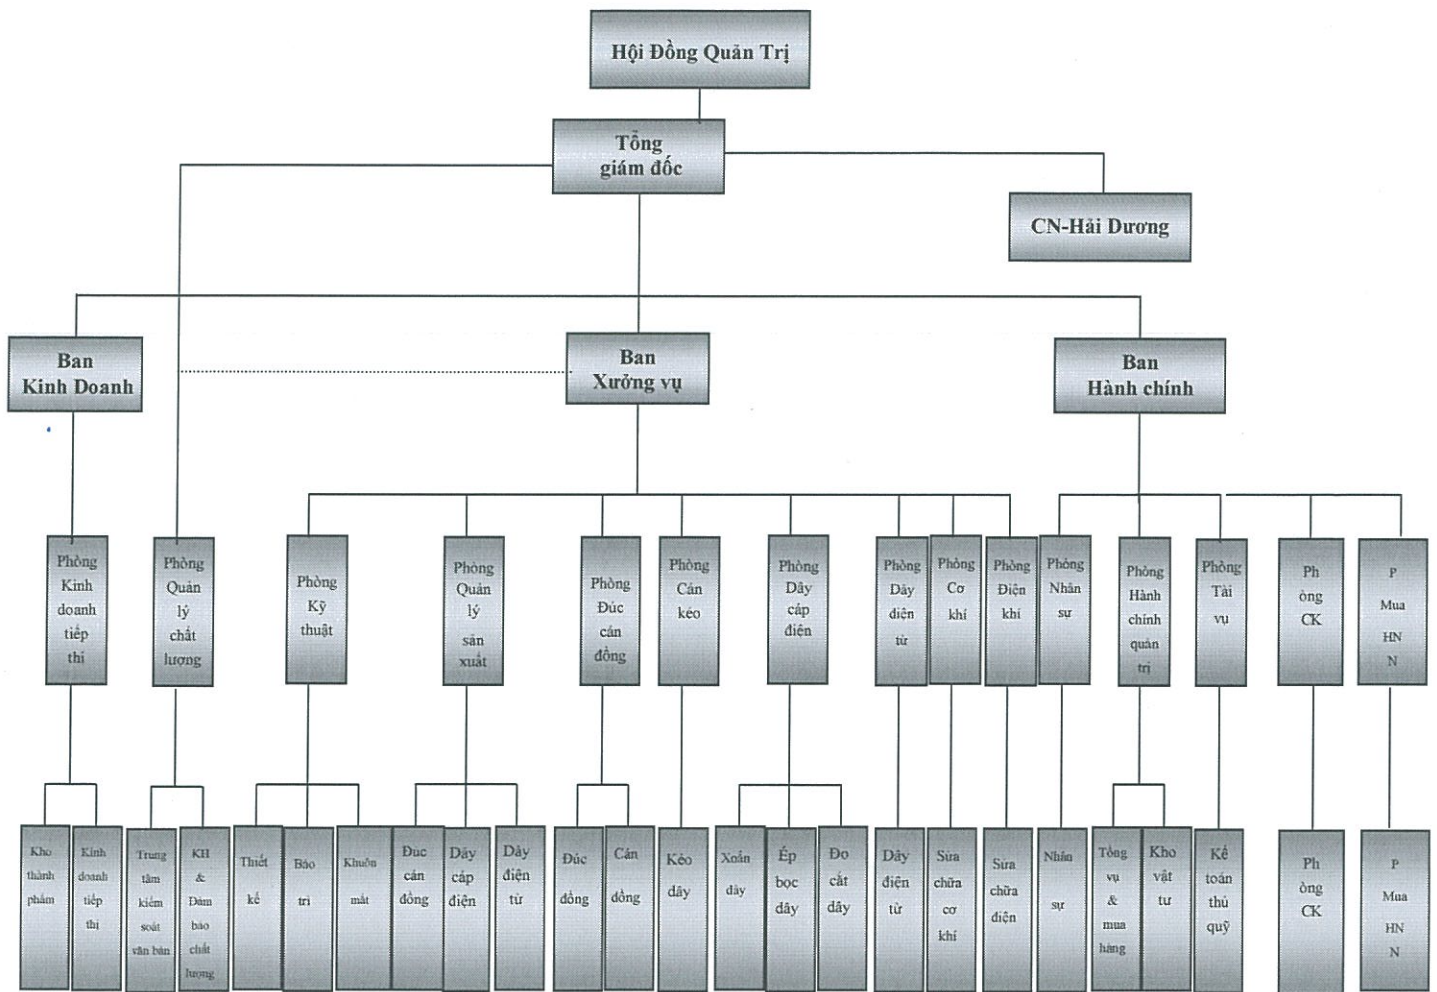 Hội Đồng Quản Trị
Tổng
giám đốc
CN-Hải Dương
Ban
Kinh Doanh
Ban
Xưởng vụ
Ban
Hành chính
Phòng
Kinh
doanh
tiếp
thị
Phòng
Quản
lý
chất
lượng
Phòng
Kỹ
thuật
Phòng
Quản
lý
sản
xuất
Phòng
Đúc
cán
đồng
Phòng
Cán
kéo
Phòng
Dây
cáp
điện
Phòng
Dây
điện
từ
Phòng
Cơ
khí
Phòng
Điện
khí
Phòng
Nhân
sự
Phòng
Hành
chính
quản
trị
Phòng
Tài
vụ
Ph
òng
CK
P
Mua
HN
N
Kho
thành
phẩm
Kinh
doanh
tiếp
thị
Trung
tâm
kiểm
soát
văn bản
KH
&
Đảm
bảo
chất
lượng
Thiết
kế
Bảo
trì
Khuôn
mắt
Đúc
cán
đồng
Dây
cáp
điện
Dây
điện
từ
Đúc
đồng
Cán
đồng
Kéo
dây
Xoắn
dây
Ép
bọc
dây
Đo
cắt
dây
Dây
điện
từ
Sửa
chữa
cơ
khí
Sửa
chữa
điện
Nhân
sự
Tổng
vụ
&
mua
hàng
Kho
vật
tư
Kế
toán
thủ
quỹ
Ph
òng
CK
P
Mua
HN
N